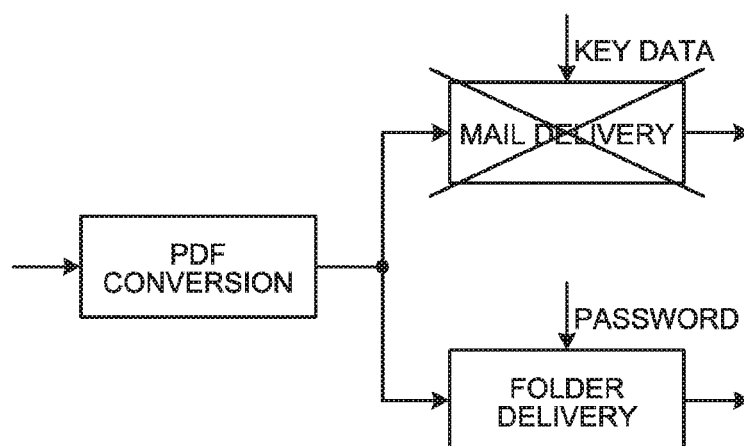 KEY DATA
MAIL DELIVERY
PDF
CONVERSION
PASSWORD
FOLDER
DELIVERY